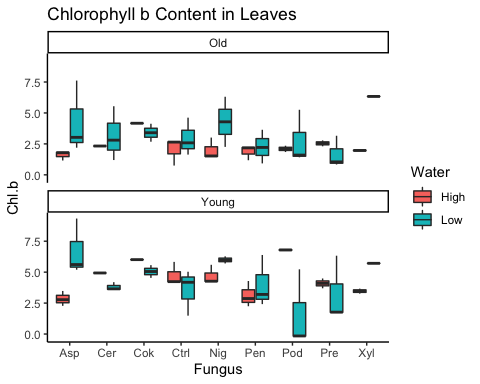 Chlorophyll b Content in Leaves
Old
7.5
5.0
2.5
0.0
Young
7.5
5.0
2.5
0.0
Chl.b
Asp Cer Cok Ctrl Nig Pen Pod Pre Xyl
Fungus
Water
High
Low